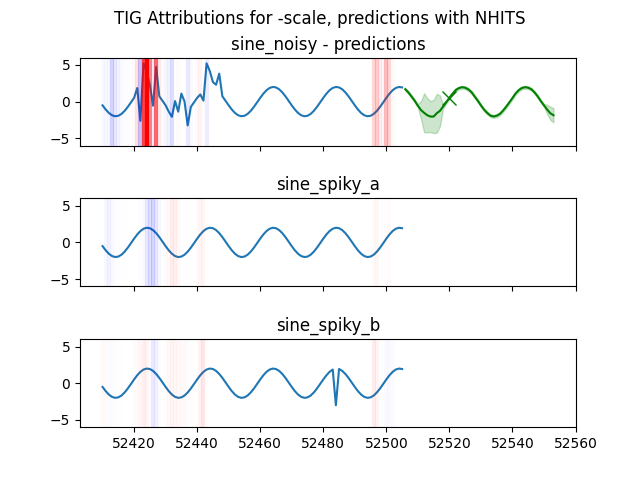 TIG Attributions for -scale, predictions with NHITS
sine_noisy - predictions
5
0
−5
sine_spiky_a
5
0
−5
sine_spiky_b
5
0
−5
52420 52440 52460 52480 52500 52520 52540 52560